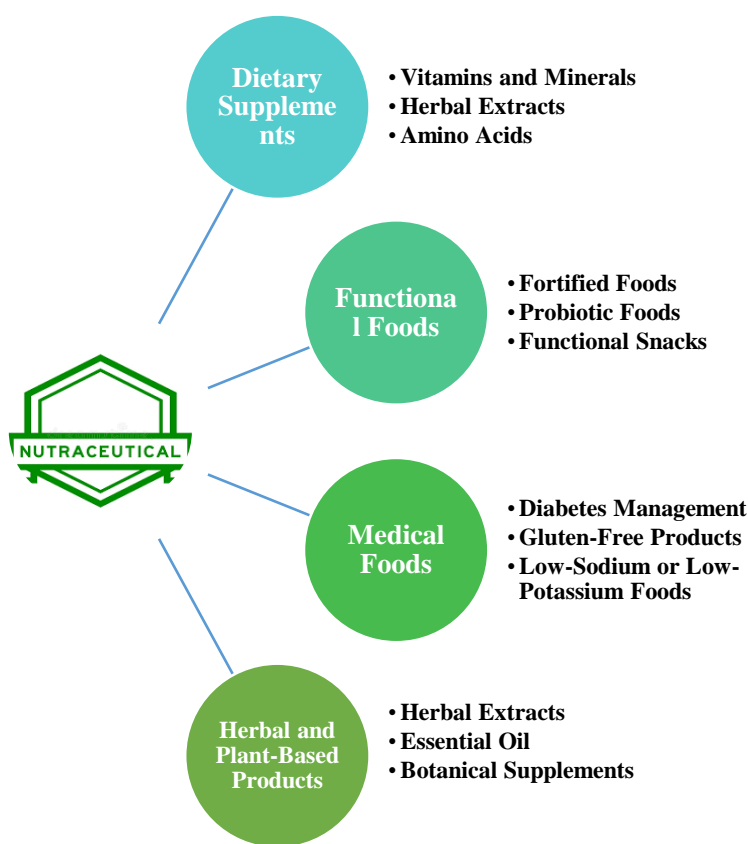 Dietary
Suppleme
nts
• Vitamins and Minerals
• Herbal Extracts
• Amino Acids
Functiona
l Foods
• Fortified Foods
• Probiotic Foods
• Functional Snacks
NUTRACEUTICAL
Medical
Foods
• Diabetes Management
• Gluten-Free Products
• Low-Sodium or Low-
Potassium Foods
Herbal and
Plant-Based
Products
• Herbal Extracts
• Essential Oil
• Botanical Supplements